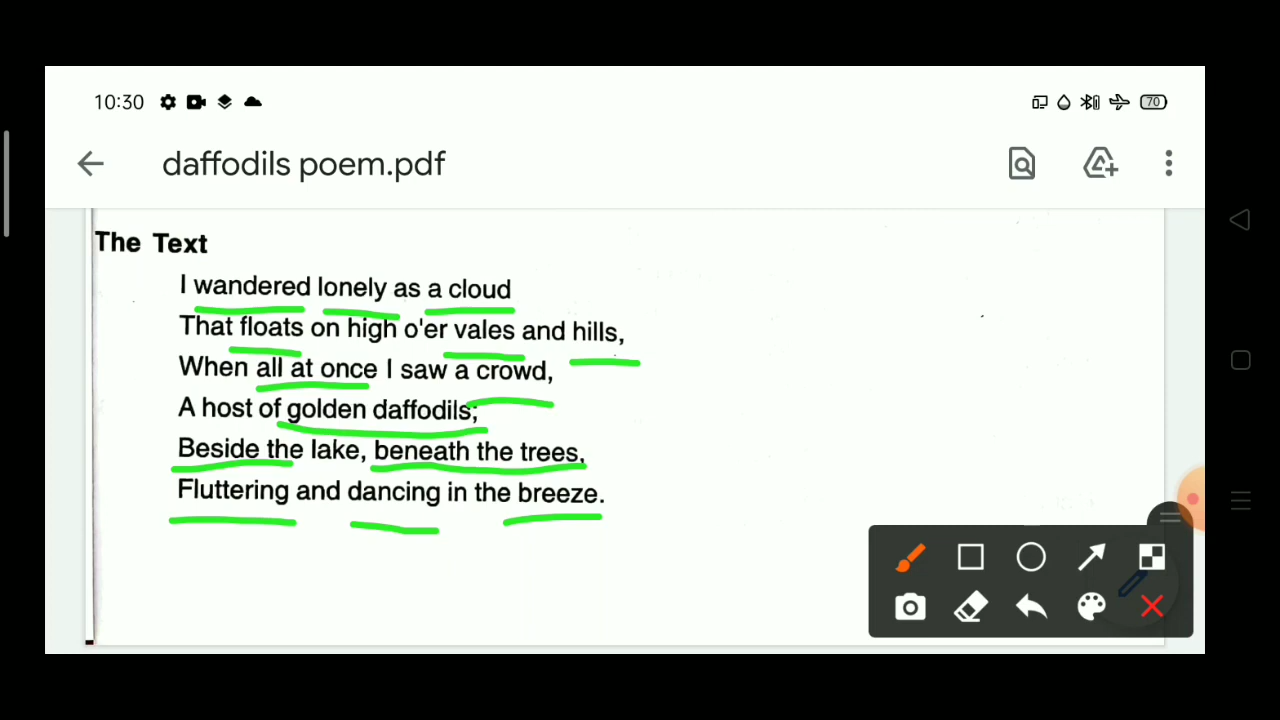 10:30
70
daffodils poem.pdf
The Text
I wandered lonely as a cloud
That floats on high o'er vales and hills,
When all at once I saw a crowd,
A host of golden daffodils;
Beside the lake, beneath the trees,
Fluttering and dancing in the breeze.